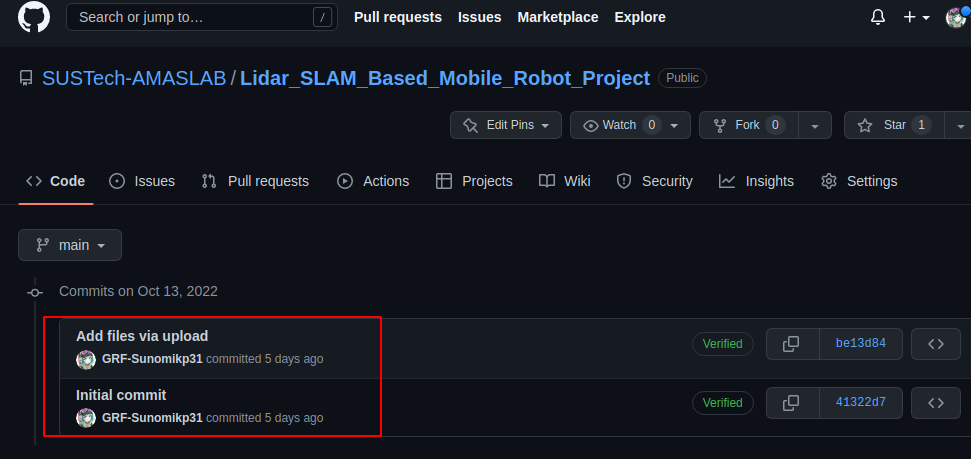 Search or jump to… / Pull requests Issues Marketplace Explore
SUSTech-AMASLAB / Lidar_SLAM_Based_Mobile_Robot_Project Public
Edit Pins Watch 0 Fork 0 Star 1
Code Issues Pull requests Actions Projects Wiki Security Insights Settings
main
Commits on Oct 13, 2022
Add files via upload
GRF-Sunomikp31 committed 5 days ago Verified be13d84
Initial commit
GRF-Sunomikp31 committed 5 days ago Verified 41322d7